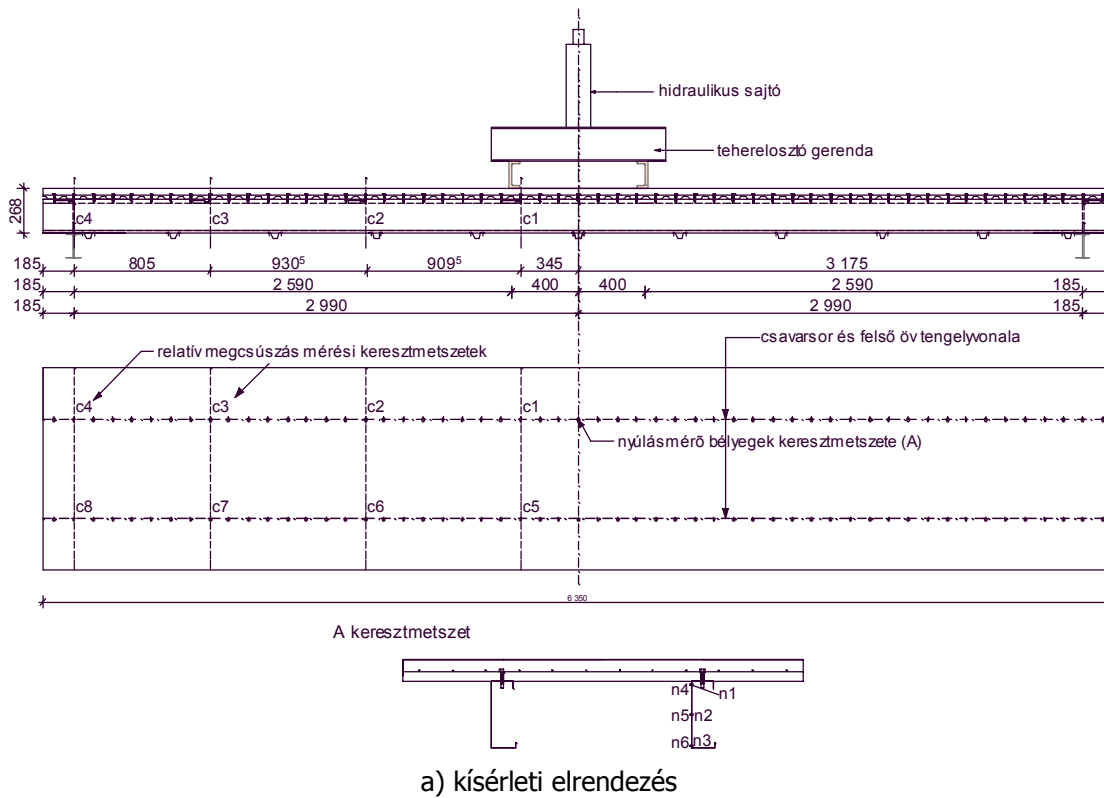 hidraulikus sajtó
teherelosztó gerenda
268
c4 c3 c2 c1
185 805 930⁵ 909⁵ 345 3 175
185 2 590 400 400 2 590 185
185 2 990 2 990 185
relatív megcsúszás mérési keresztmetszetek
csavarsor és felső öv tengelyvonala
c4 c3 c2 c1
nyúlásmérő bélyegek keresztmetszete (A)
c8 c7 c6 c5
6 350
A keresztmetszet
n4 n1
n5 n2
n6 n3
a) kísérleti elrendezés